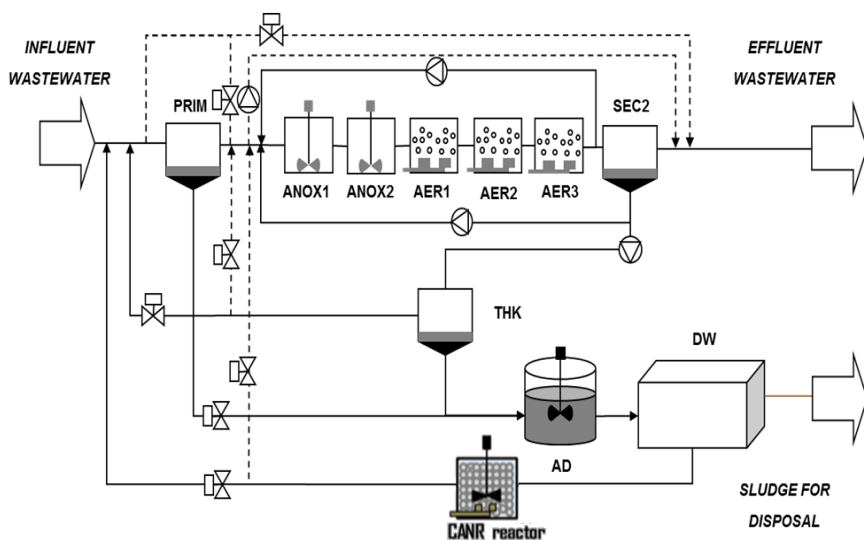 INFLUENT
WASTEWATER
EFFLUENT
WASTEWATER
PRIM
SEC2
ANOX1
ANOX2
AER1
AER2
AER3
THK
DW
AD
SLUDGE FOR
DISPOSAL
CANR reactor